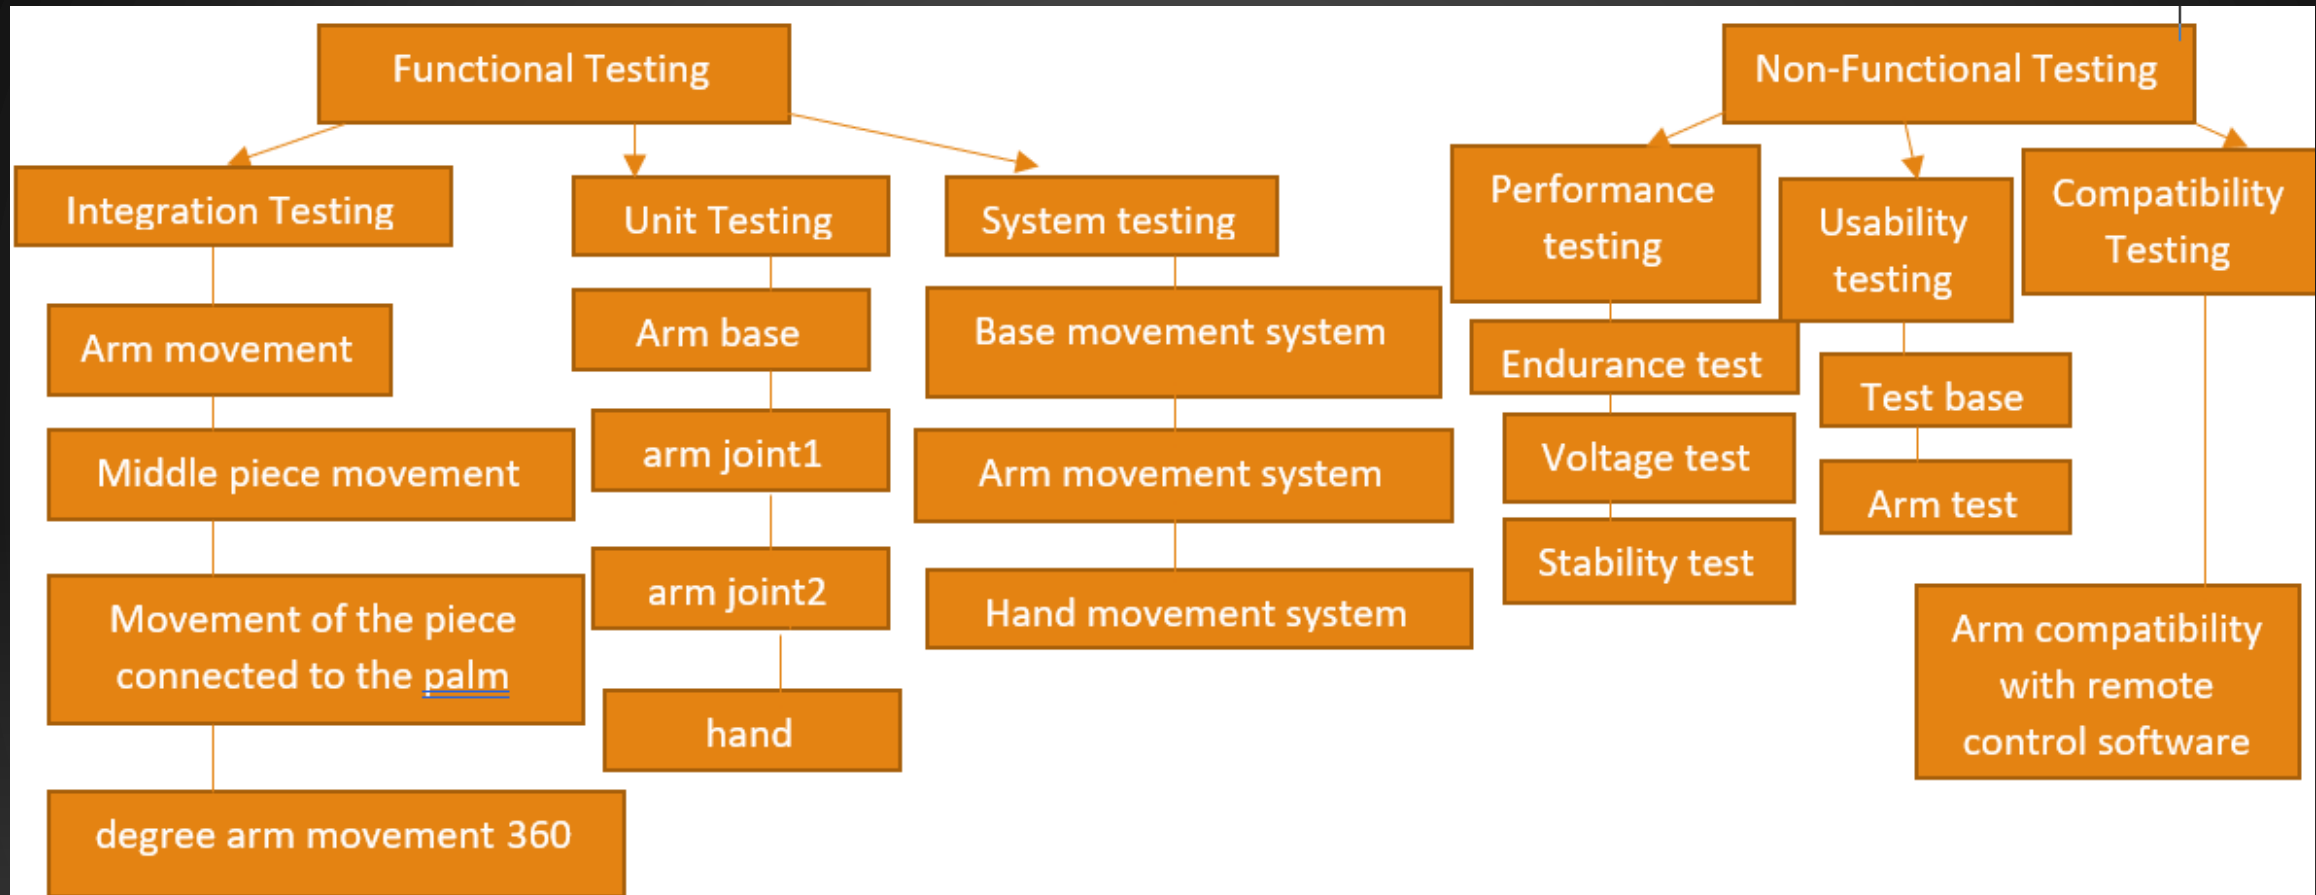 Functional Testing
Integration Testing
Arm movement
Middle piece movement
Movement of the piece
connected to the palm
degree arm movement 360
Unit Testing
Arm base
arm joint1
arm joint2
hand
System testing
Base movement system
Arm movement system
Hand movement system
Non-Functional Testing
Performance
testing
Endurance test
Voltage test
Stability test
Usability
testing
Test base
Arm test
Compatibility
Testing
Arm compatibility
with remote
control software